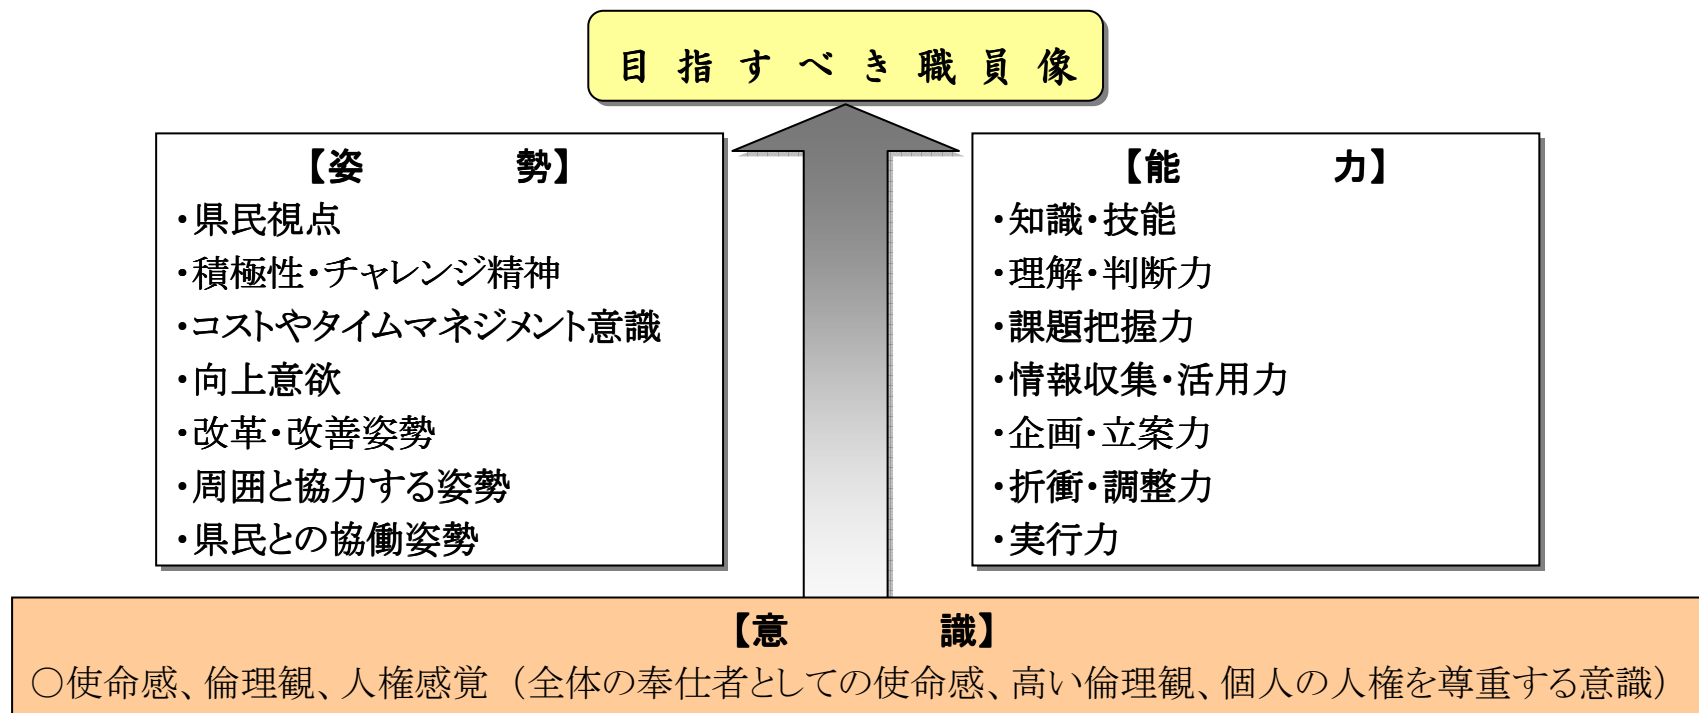 目指すべき職員像
【姿勢】
・県民視点
・積極性・チャレンジ精神
・コストやタイムマネジメント意識
・向上意欲
・改革・改善姿勢
・周囲と協力する姿勢
・県民との協働姿勢
【能力】
・知識・技能
・理解・判断力
・課題把握力
・情報収集・活用力
・企画・立案力
・折衝・調整力
・実行力
【意識】
○使命感、倫理観、人権感覚（全体の奉仕者としての使命感、高い倫理観、個人の人権を尊重する意識）